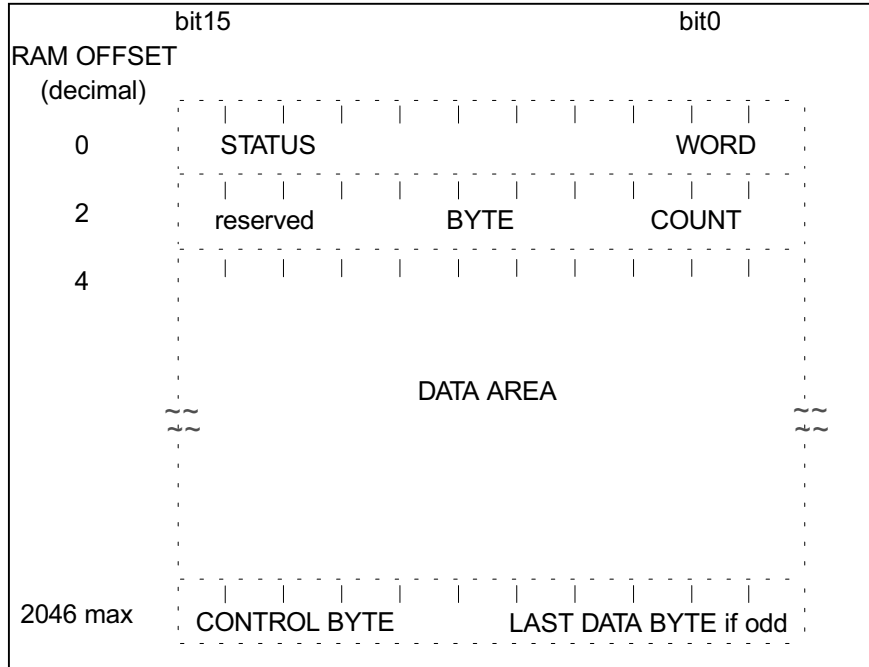 bit15 bit0
RAM OFFSET
(decimal)
0 STATUS WORD
2 reserved BYTE COUNT
4
DATA AREA
2046 max CONTROL BYTE LAST DATA BYTE if odd